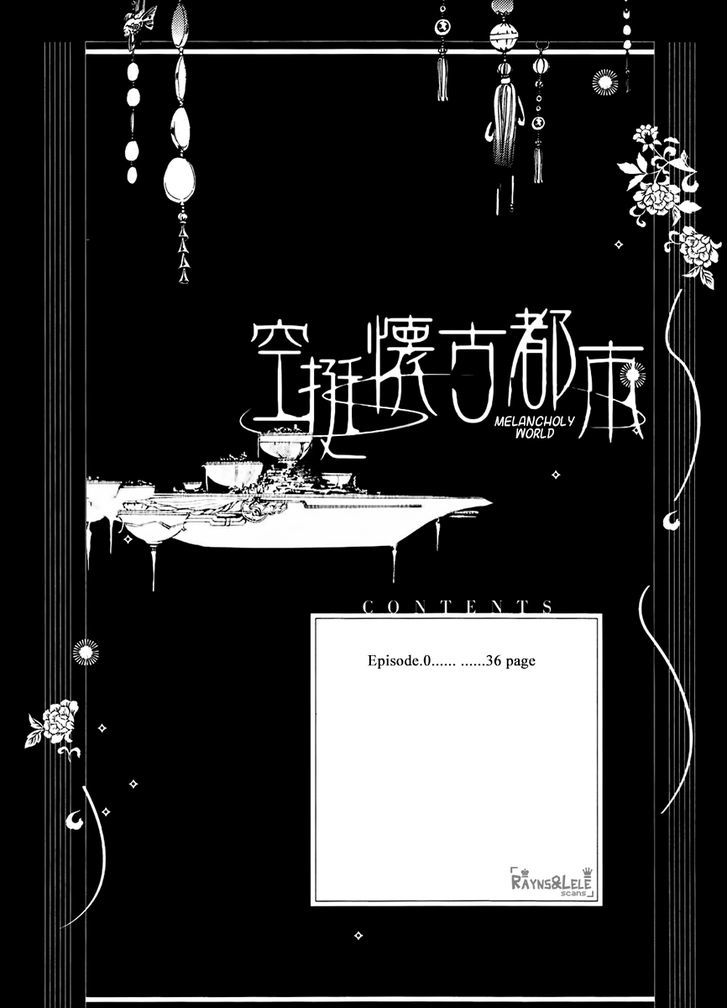 空挺懐古都市
MELANCHOLY
WORLD
CONTENTS
Episode.0...... ......36 page
「RAYNS&LELE
scans」